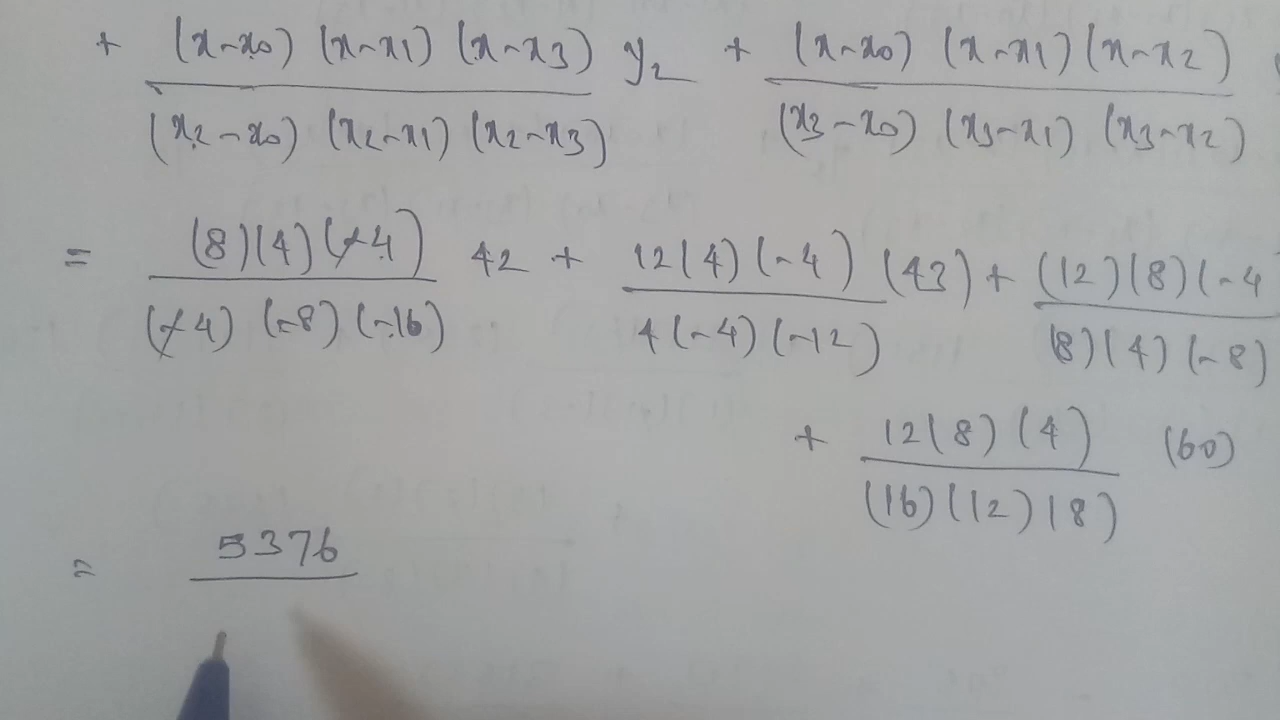 + (x-x0) (x-x1) (x-x3) y2 + (x-x0) (x-x1) (x-x2)
(x2-x0) (x2-x1) (x2-x3) (x3-x0) (x3-x1) (x3-x2)
= (8)(4)(-4) 42 + 12(4)(-4) (43) + (12)(8)(-4
(-4) (-8) (-16) 4(-4)(-12) (8)(4)(-8)
+ 12(8)(4) (60)
(16)(12)(8)
= 5376